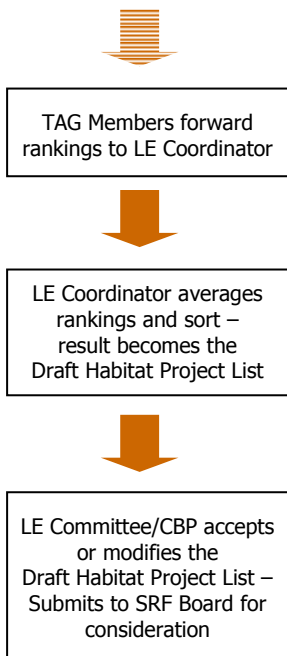 TAG Members forward
rankings to LE Coordinator
LE Coordinator averages
rankings and sort –
result becomes the
Draft Habitat Project List
LE Committee/CBP accepts
or modifies the
Draft Habitat Project List –
Submits to SRF Board for
consideration